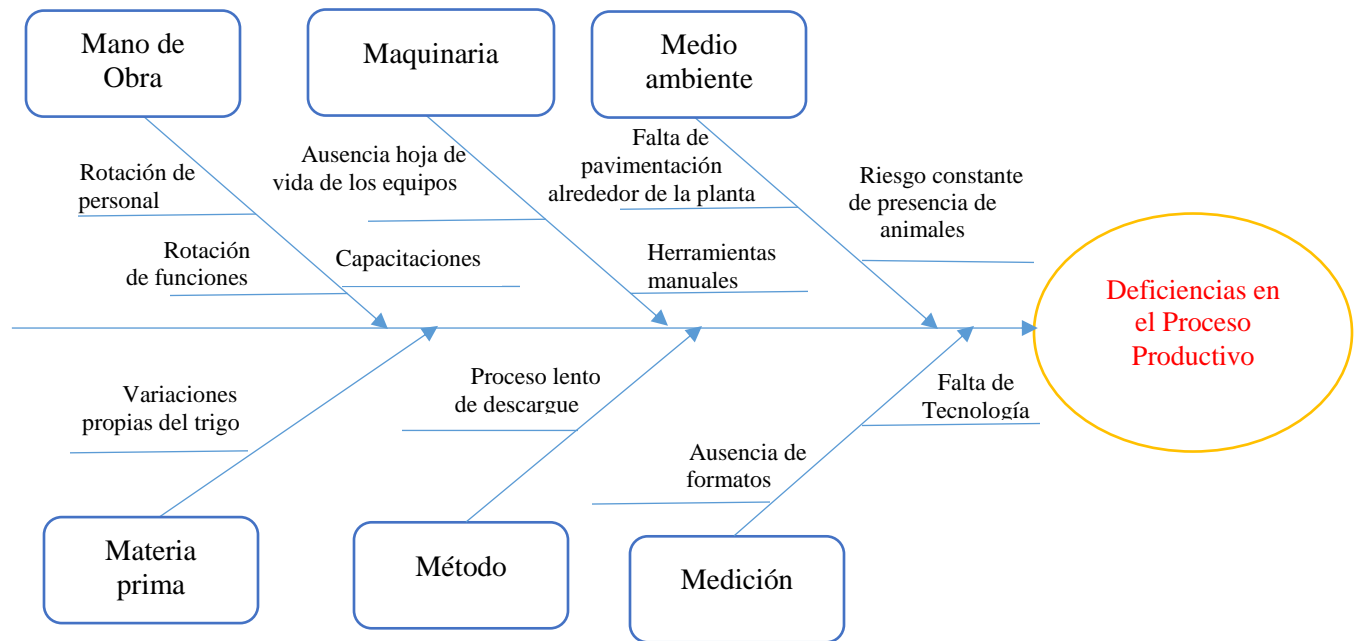 Mano de
Obra
Maquinaria
Medio
ambiente
Rotación de
personal
Rotación
de funciones
Capacitaciones
Ausencia hoja de
vida de los equipos
Herramientas
manuales
Falta de
pavimentación
alrededor de la planta
Riesgo constante
de presencia de
animales
Deficiencias en
el Proceso
Productivo
Variaciones
propias del trigo
Proceso lento
de descargue
Ausencia de
formatos
Falta de
Tecnología
Materia
prima
Método
Medición